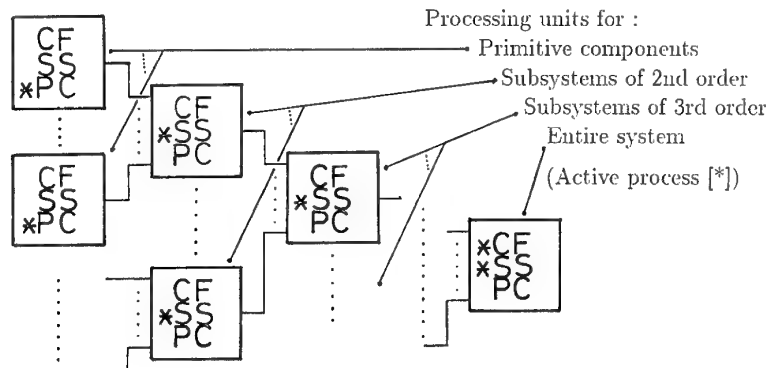 Processing units for :
Primitive components
Subsystems of 2nd order
Subsystems of 3rd order
Entire system
(Active process [*])
CF
SS
*PC
CF
*SS
PC
CF
SS
*PC
CF
*SS
PC
*CF
*SS
PC
CF
*SS
PC